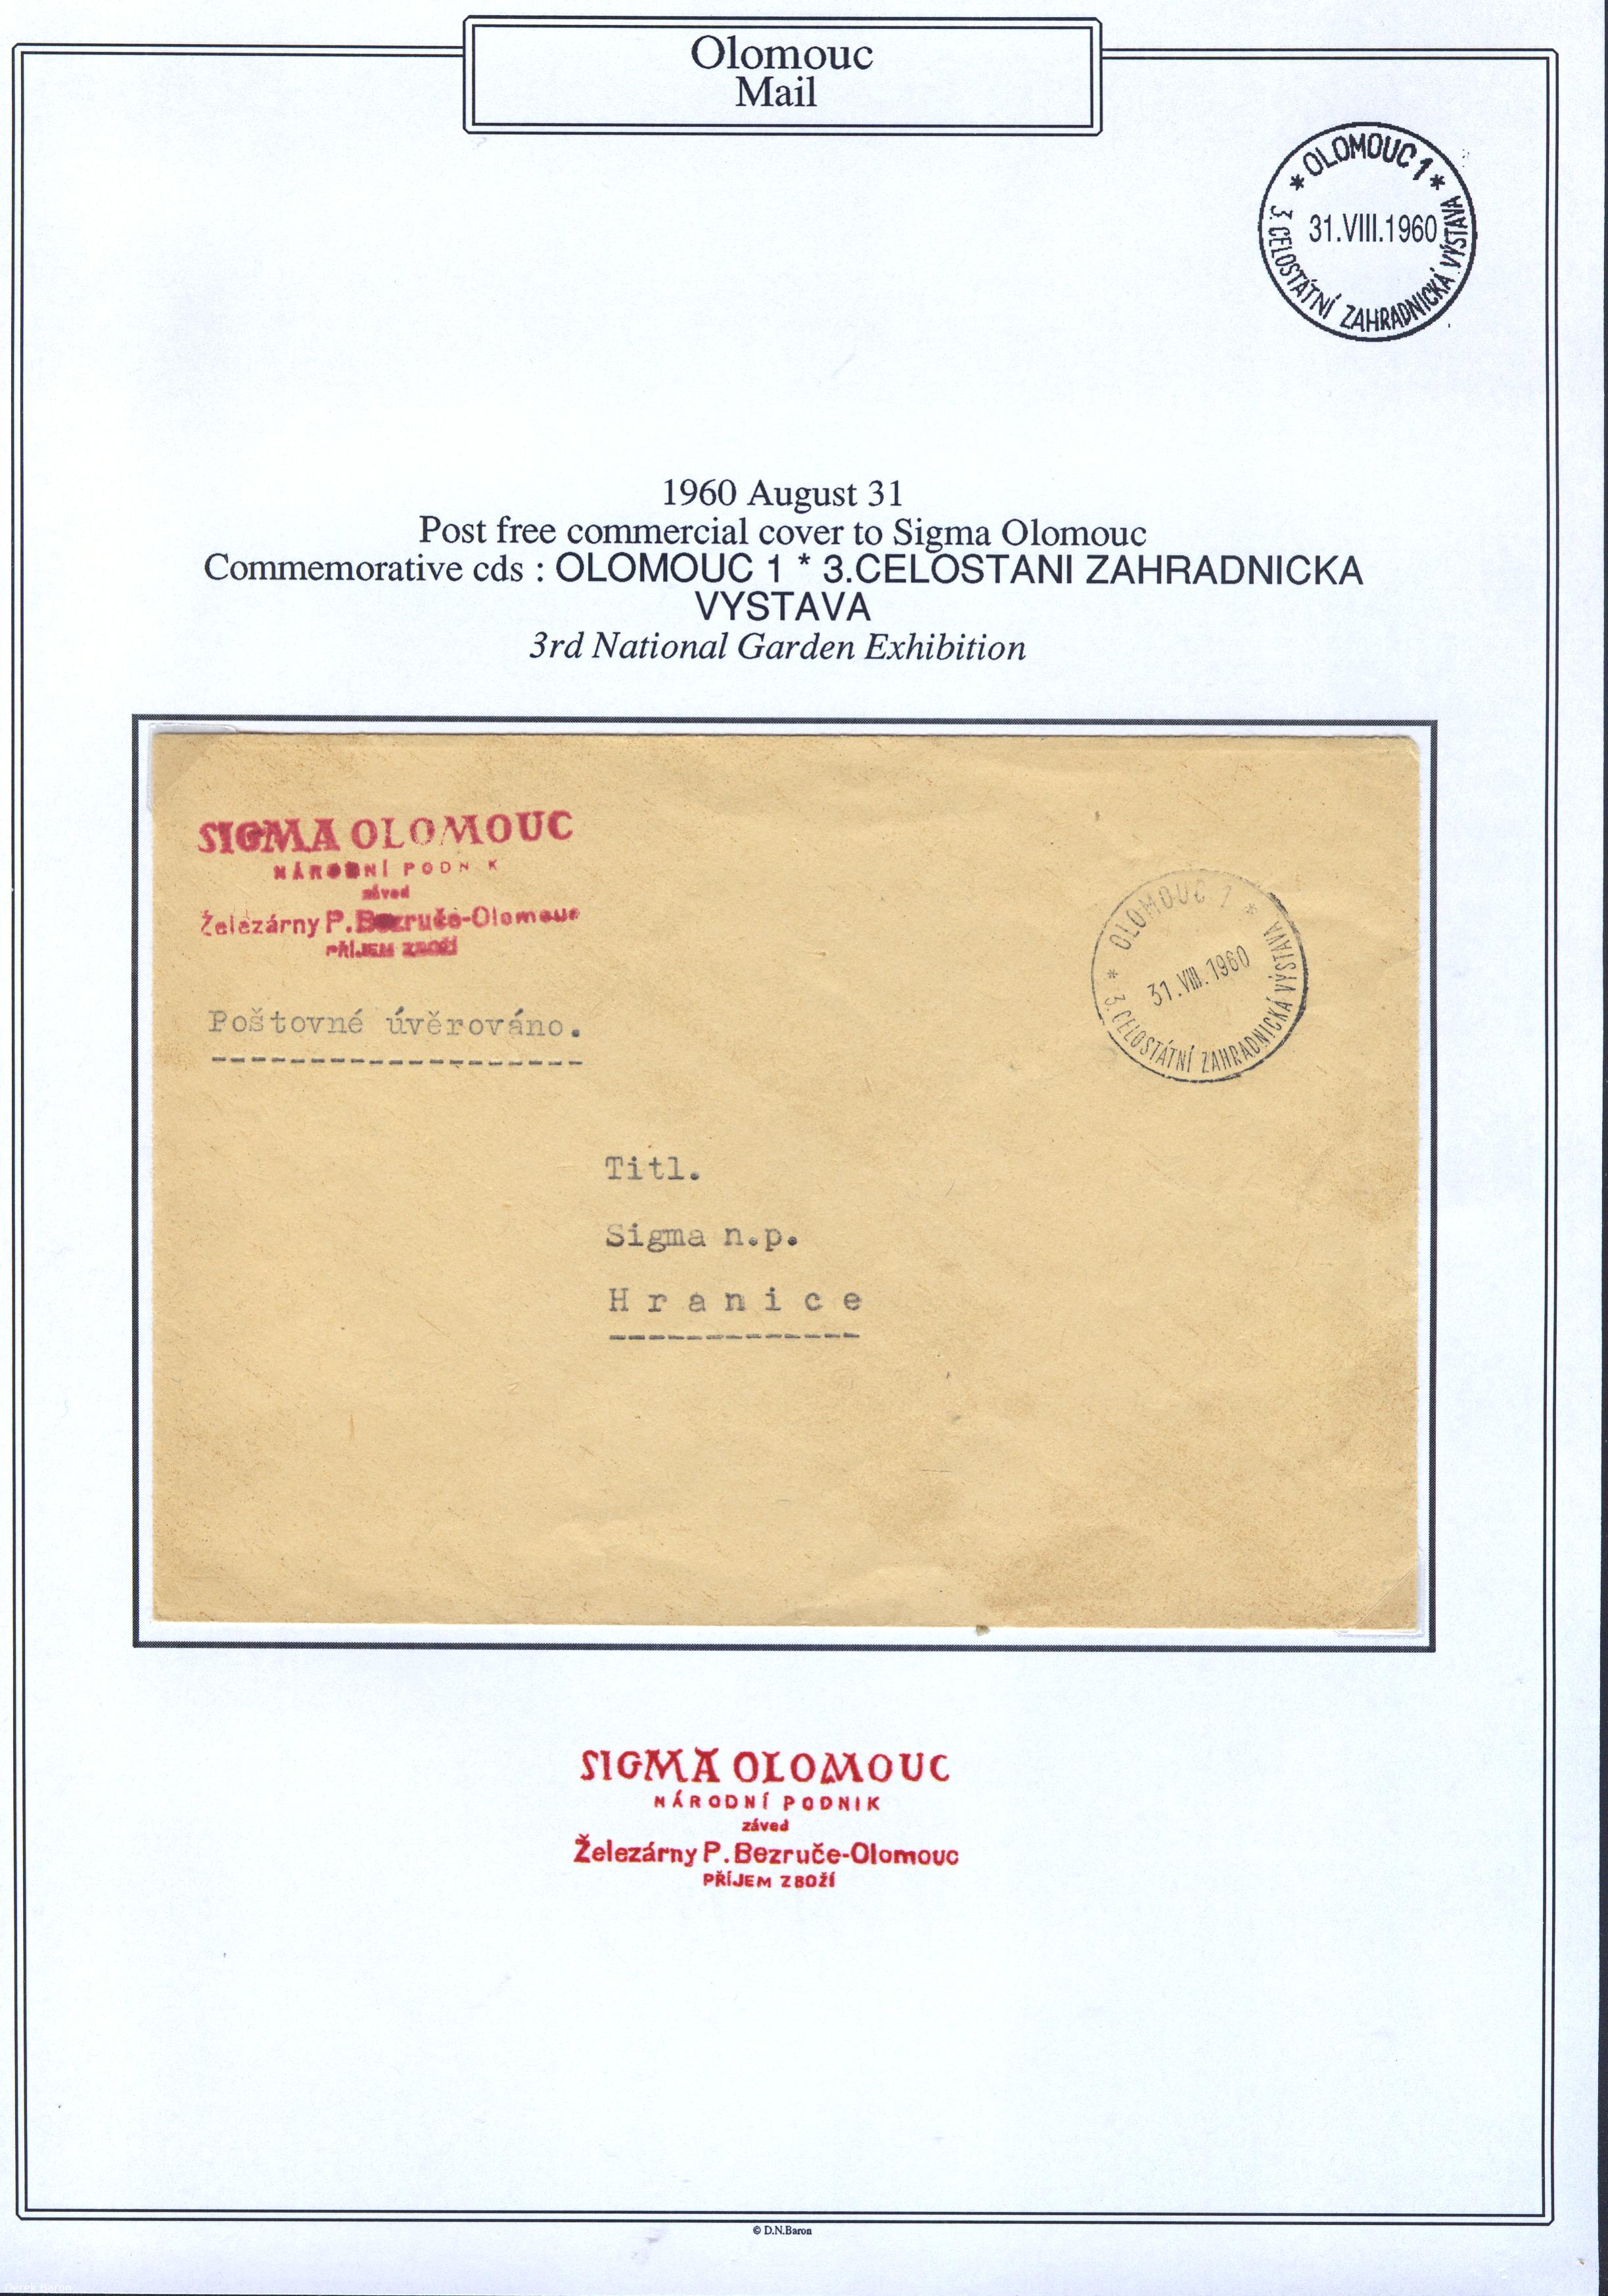 Olomouc
Mail
* OLOMOUC 1 *
31.VIII.1960
3. CELOSTÁTNÍ ZAHRADNICKÁ VÝSTAVA
1960 August 31
Post free commercial cover to Sigma Olomouc
Commemorative cds : OLOMOUC 1 * 3.CELOSTANI ZAHRADNICKA
VYSTAVA
3rd National Garden Exhibition
SIGMA OLOMOUC
NÁRODNÍ PODN K
závod
Železárny P.Bezruče-Olomouc
PŘÍJEM ZBOŽÍ
* OLOMOUC 1 *
31.VIII.1960
3. CELOSTÁTNÍ ZAHRADNICKÁ VÝSTAVA
Poštovné úvěrováno.
Titl.
Sigma n.p.
Hranice
SIGMA OLOMOUC
NÁRODNÍ PODNIK
závod
Železárny P.Bezruče-Olomouc
PŘÍJEM ZBOŽÍ
© D.N.Baron